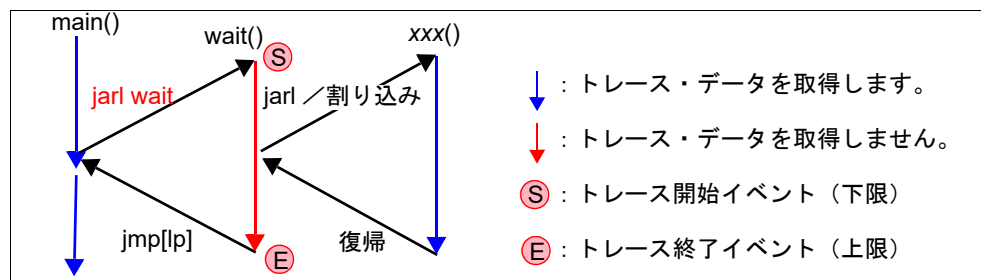 main()
wait()
xxx()
S
jarl wait
jarl ／割り込み
jmp[lp]
復帰
E
：トレース・データを取得します。
：トレース・データを取得しません。
S：トレース開始イベント（下限）
E：トレース終了イベント（上限）